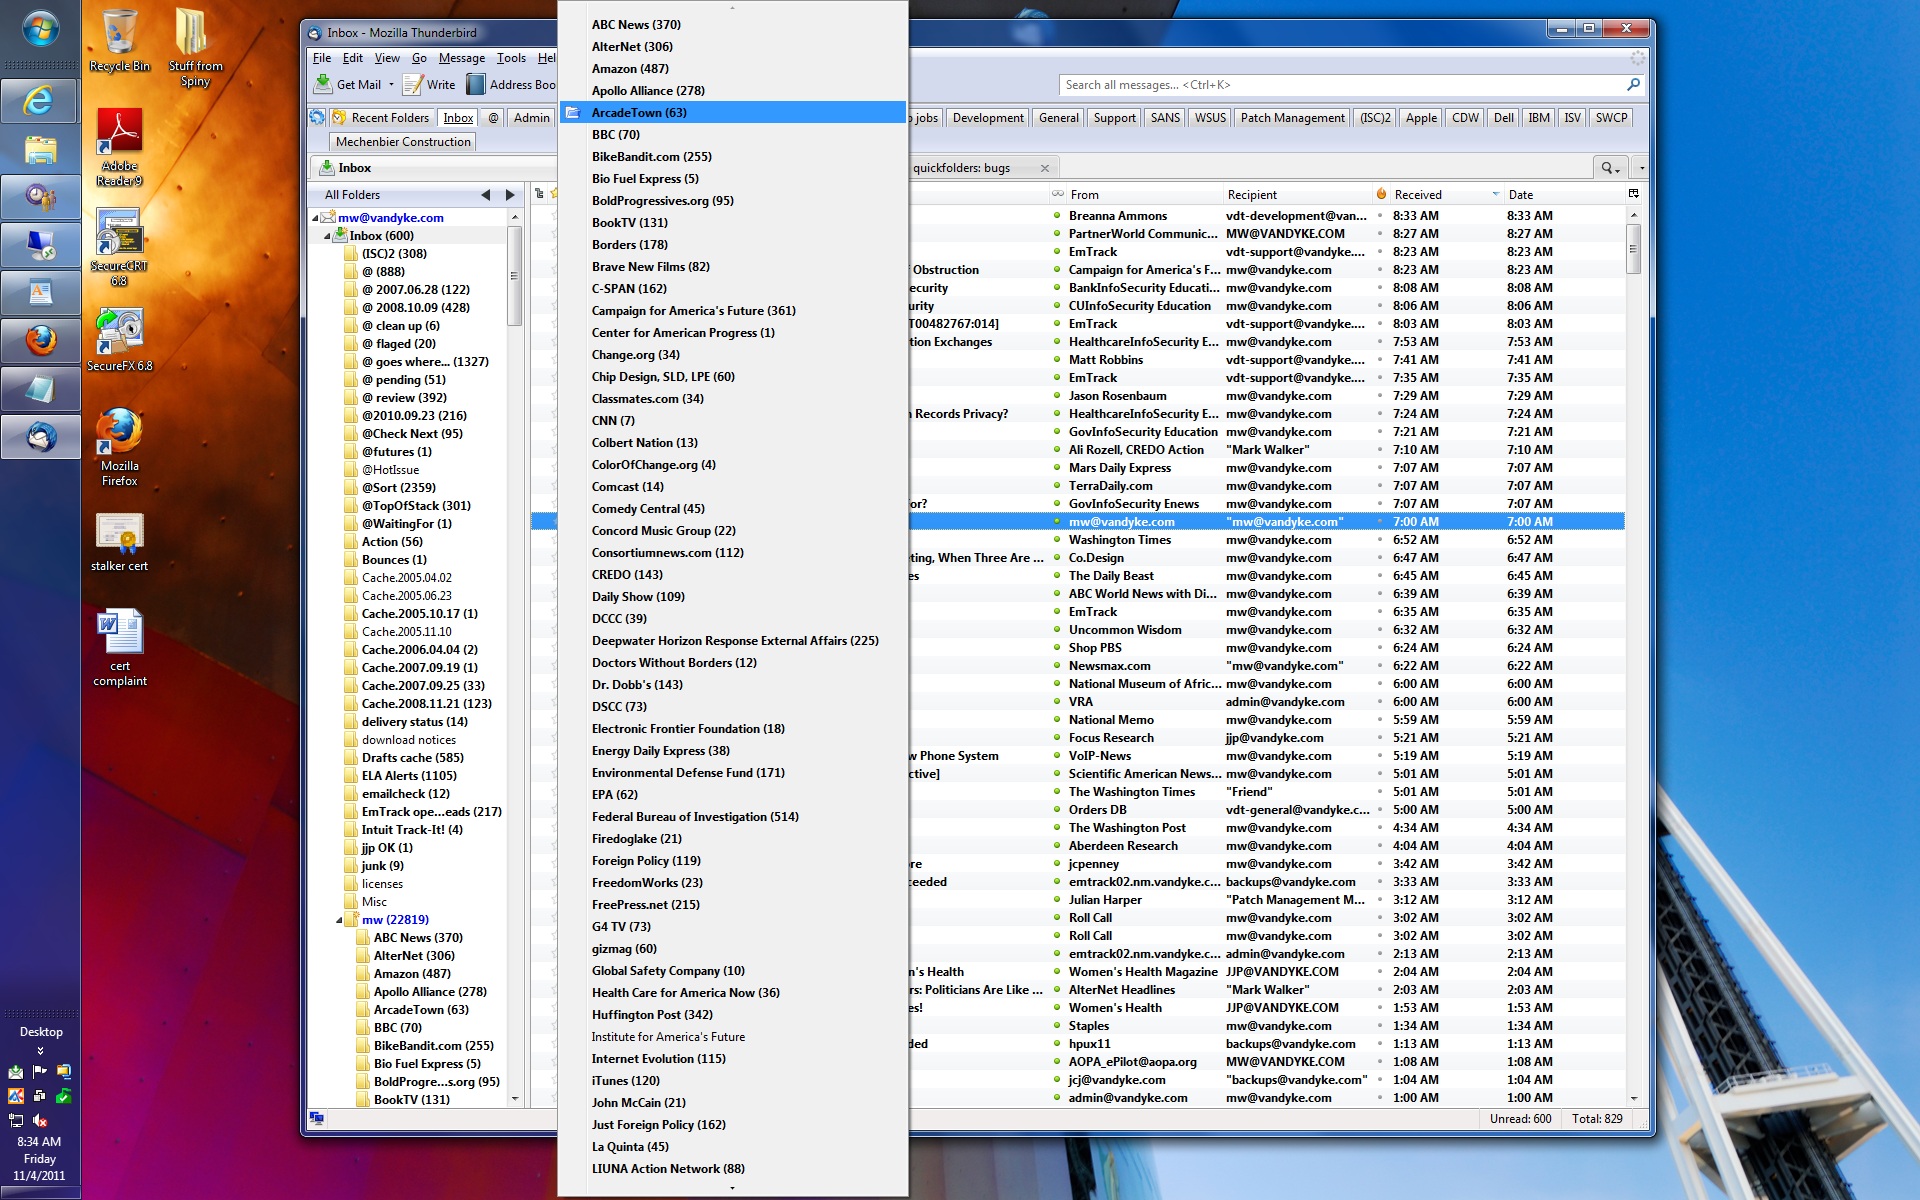 Recycle Bin
Stuff from
Spiny
Adobe
Reader 9
SecureCRT
6.8
SecureFX 6.8
Mozilla
Firefox
stalker cert
cert
complaint
Desktop
8:34 AM
Friday
11/4/2011
Inbox - Mozilla Thunderbird
File Edit View Go Message Tools Hel
Get Mail Write Address Boo
Search all messages... <Ctrl+K>
Recent Folders Inbox @ Admin jobs Development General Support SANS WSUS Patch Management (ISC)2 Apple CDW Dell IBM ISV SWCP
Mechenbier Construction
Inbox quickfolders: bugs
All Folders
mw@vandyke.com
Inbox (600)
(ISC)2 (308)
@ (888)
@ 2007.06.28 (122)
@ 2008.10.09 (428)
@ clean up (6)
@ flaged (20)
@ goes where... (1327)
@ pending (51)
@ review (392)
@2010.09.23 (216)
@Check Next (95)
@futures (1)
@HotIssue
@Sort (2359)
@TopOfStack (301)
@WaitingFor (1)
Action (56)
Bounces (1)
Cache.2005.04.02
Cache.2005.06.23
Cache.2005.10.17 (1)
Cache.2005.11.10
Cache.2006.04.04 (2)
Cache.2007.09.19 (1)
Cache.2007.09.25 (33)
Cache.2008.11.21 (123)
delivery status (14)
download notices
Drafts cache (585)
ELA Alerts (1105)
emailcheck (12)
EmTrack ope...eads (217)
Intuit Track-It! (4)
jjp OK (1)
junk (9)
licenses
Misc
mw (22819)
ABC News (370)
AlterNet (306)
Amazon (487)
Apollo Alliance (278)
ArcadeTown (63)
BBC (70)
BikeBandit.com (255)
Bio Fuel Express (5)
BoldProgre...s.org (95)
BookTV (131)
ABC News (370)
AlterNet (306)
Amazon (487)
Apollo Alliance (278)
ArcadeTown (63)
BBC (70)
BikeBandit.com (255)
Bio Fuel Express (5)
BoldProgressives.org (95)
BookTV (131)
Borders (178)
Brave New Films (82)
C-SPAN (162)
Campaign for America's Future (361)
Center for American Progress (1)
Change.org (34)
Chip Design, SLD, LPE (60)
Classmates.com (34)
CNN (7)
Colbert Nation (13)
ColorOfChange.org (4)
Comcast (14)
Comedy Central (45)
Concord Music Group (22)
Consortiumnews.com (112)
CREDO (143)
Daily Show (109)
DCCC (39)
Deepwater Horizon Response External Affairs (225)
Doctors Without Borders (12)
Dr. Dobb's (143)
DSCC (73)
Electronic Frontier Foundation (18)
Energy Daily Express (38)
Environmental Defense Fund (171)
EPA (62)
Federal Bureau of Investigation (514)
Firedoglake (21)
Foreign Policy (119)
FreedomWorks (23)
FreePress.net (215)
G4 TV (73)
gizmag (60)
Global Safety Company (10)
Health Care for America Now (36)
Huffington Post (342)
Institute for America's Future
Internet Evolution (115)
iTunes (120)
John McCain (21)
Just Foreign Policy (162)
La Quinta (45)
LIUNA Action Network (88)
From Recipient Received Date
Breanna Ammons vdt-development@van... 8:33 AM 8:33 AM
PartnerWorld Communic... MW@VANDYKE.COM 8:27 AM 8:27 AM
EmTrack vdt-support@vandyke.... 8:23 AM 8:23 AM
Obstruction Campaign for America's F... mw@vandyke.com 8:23 AM 8:23 AM
ecurity BankInfoSecurity Educati... mw@vandyke.com 8:08 AM 8:08 AM
urity CUInfoSecurity Education mw@vandyke.com 8:06 AM 8:06 AM
T00482767:014] EmTrack vdt-support@vandyke.... 8:03 AM 8:03 AM
tion Exchanges HealthcareInfoSecurity E... mw@vandyke.com 7:53 AM 7:53 AM
Matt Robbins vdt-support@vandyke.... 7:41 AM 7:41 AM
EmTrack vdt-support@vandyke.... 7:35 AM 7:35 AM
Jason Rosenbaum mw@vandyke.com 7:29 AM 7:29 AM
Records Privacy? HealthcareInfoSecurity E... mw@vandyke.com 7:24 AM 7:24 AM
GovInfoSecurity Education mw@vandyke.com 7:21 AM 7:21 AM
Ali Rozell, CREDO Action "Mark Walker" 7:10 AM 7:10 AM
Mars Daily Express mw@vandyke.com 7:07 AM 7:07 AM
TerraDaily.com mw@vandyke.com 7:07 AM 7:07 AM
or? GovInfoSecurity Enews mw@vandyke.com 7:07 AM 7:07 AM
mw@vandyke.com "mw@vandyke.com" 7:00 AM 7:00 AM
Washington Times mw@vandyke.com 6:52 AM 6:52 AM
eting, When Three Are ... Co.Design mw@vandyke.com 6:47 AM 6:47 AM
es The Daily Beast mw@vandyke.com 6:45 AM 6:45 AM
ABC World News with Di... mw@vandyke.com 6:39 AM 6:39 AM
EmTrack mw@vandyke.com 6:35 AM 6:35 AM
Uncommon Wisdom mw@vandyke.com 6:32 AM 6:32 AM
Shop PBS mw@vandyke.com 6:24 AM 6:24 AM
Newsmax.com "mw@vandyke.com" 6:22 AM 6:22 AM
National Museum of Afric... mw@vandyke.com 6:00 AM 6:00 AM
VRA admin@vandyke.com 6:00 AM 6:00 AM
National Memo mw@vandyke.com 5:59 AM 5:59 AM
Focus Research jjp@vandyke.com 5:21 AM 5:21 AM
w Phone System VoIP-News mw@vandyke.com 5:19 AM 5:19 AM
ctive] Scientific American News... mw@vandyke.com 5:01 AM 5:01 AM
The Washington Times "Friend" 5:01 AM 5:01 AM
Orders DB vdt-general@vandyke.c... 5:00 AM 5:00 AM
The Washington Post mw@vandyke.com 4:34 AM 4:34 AM
Aberdeen Research mw@vandyke.com 4:04 AM 4:04 AM
re jcpenney mw@vandyke.com 3:42 AM 3:42 AM
ceeded emtrack02.nm.vandyke.c... backups@vandyke.com 3:33 AM 3:33 AM
Julian Harper "Patch Management M... 3:12 AM 3:12 AM
Roll Call mw@vandyke.com 3:02 AM 3:02 AM
Roll Call mw@vandyke.com 3:02 AM 3:02 AM
emtrack02.nm.vandyke.c... admin@vandyke.com 2:13 AM 2:13 AM
n's Health Women's Health Magazine JJP@VANDYKE.COM 2:04 AM 2:04 AM
rs: Politicians Are Like ... AlterNet Headlines "Mark Walker" 2:03 AM 2:03 AM
es! Women's Health JJP@VANDYKE.COM 1:53 AM 1:53 AM
Staples mw@vandyke.com 1:34 AM 1:34 AM
ded hpux11 backups@vandyke.com 1:13 AM 1:13 AM
AOPA_ePilot@aopa.org MW@VANDYKE.COM 1:08 AM 1:08 AM
jcj@vandyke.com "backups@vandyke.com" 1:04 AM 1:04 AM
admin@vandyke.com mw@vandyke.com 1:00 AM 1:00 AM
Unread: 600 Total: 829